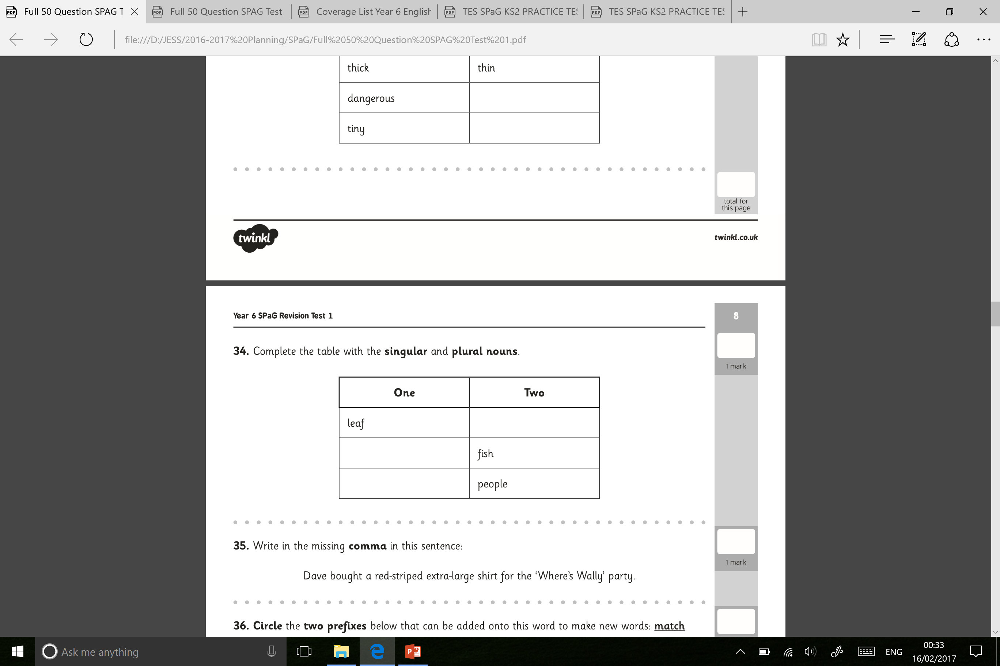 Full 50 Question SPAG T
Full 50 Question SPAG Test
Coverage List Year 6 English
TES SPaG KS2 PRACTICE TES
TES SPaG KS2 PRACTICE TES
file:///D:/JESS/2016-2017%20Planning/SPaG/Full%2050%20Question%20SPAG%20Test%201.pdf
thick thin
dangerous
tiny
total for
this page
twinkl
twinkl.co.uk
Year 6 SPaG Revision Test 1
8
34. Complete the table with the singular and plural nouns.
1 mark
One Two
leaf
fish
people
35. Write in the missing comma in this sentence:
1 mark
Dave bought a red-striped extra-large shirt for the ‘Where’s Wally’ party.
36. Circle the two prefixes below that can be added onto this word to make new words: match
Ask me anything
ENG
00:33
16/02/2017